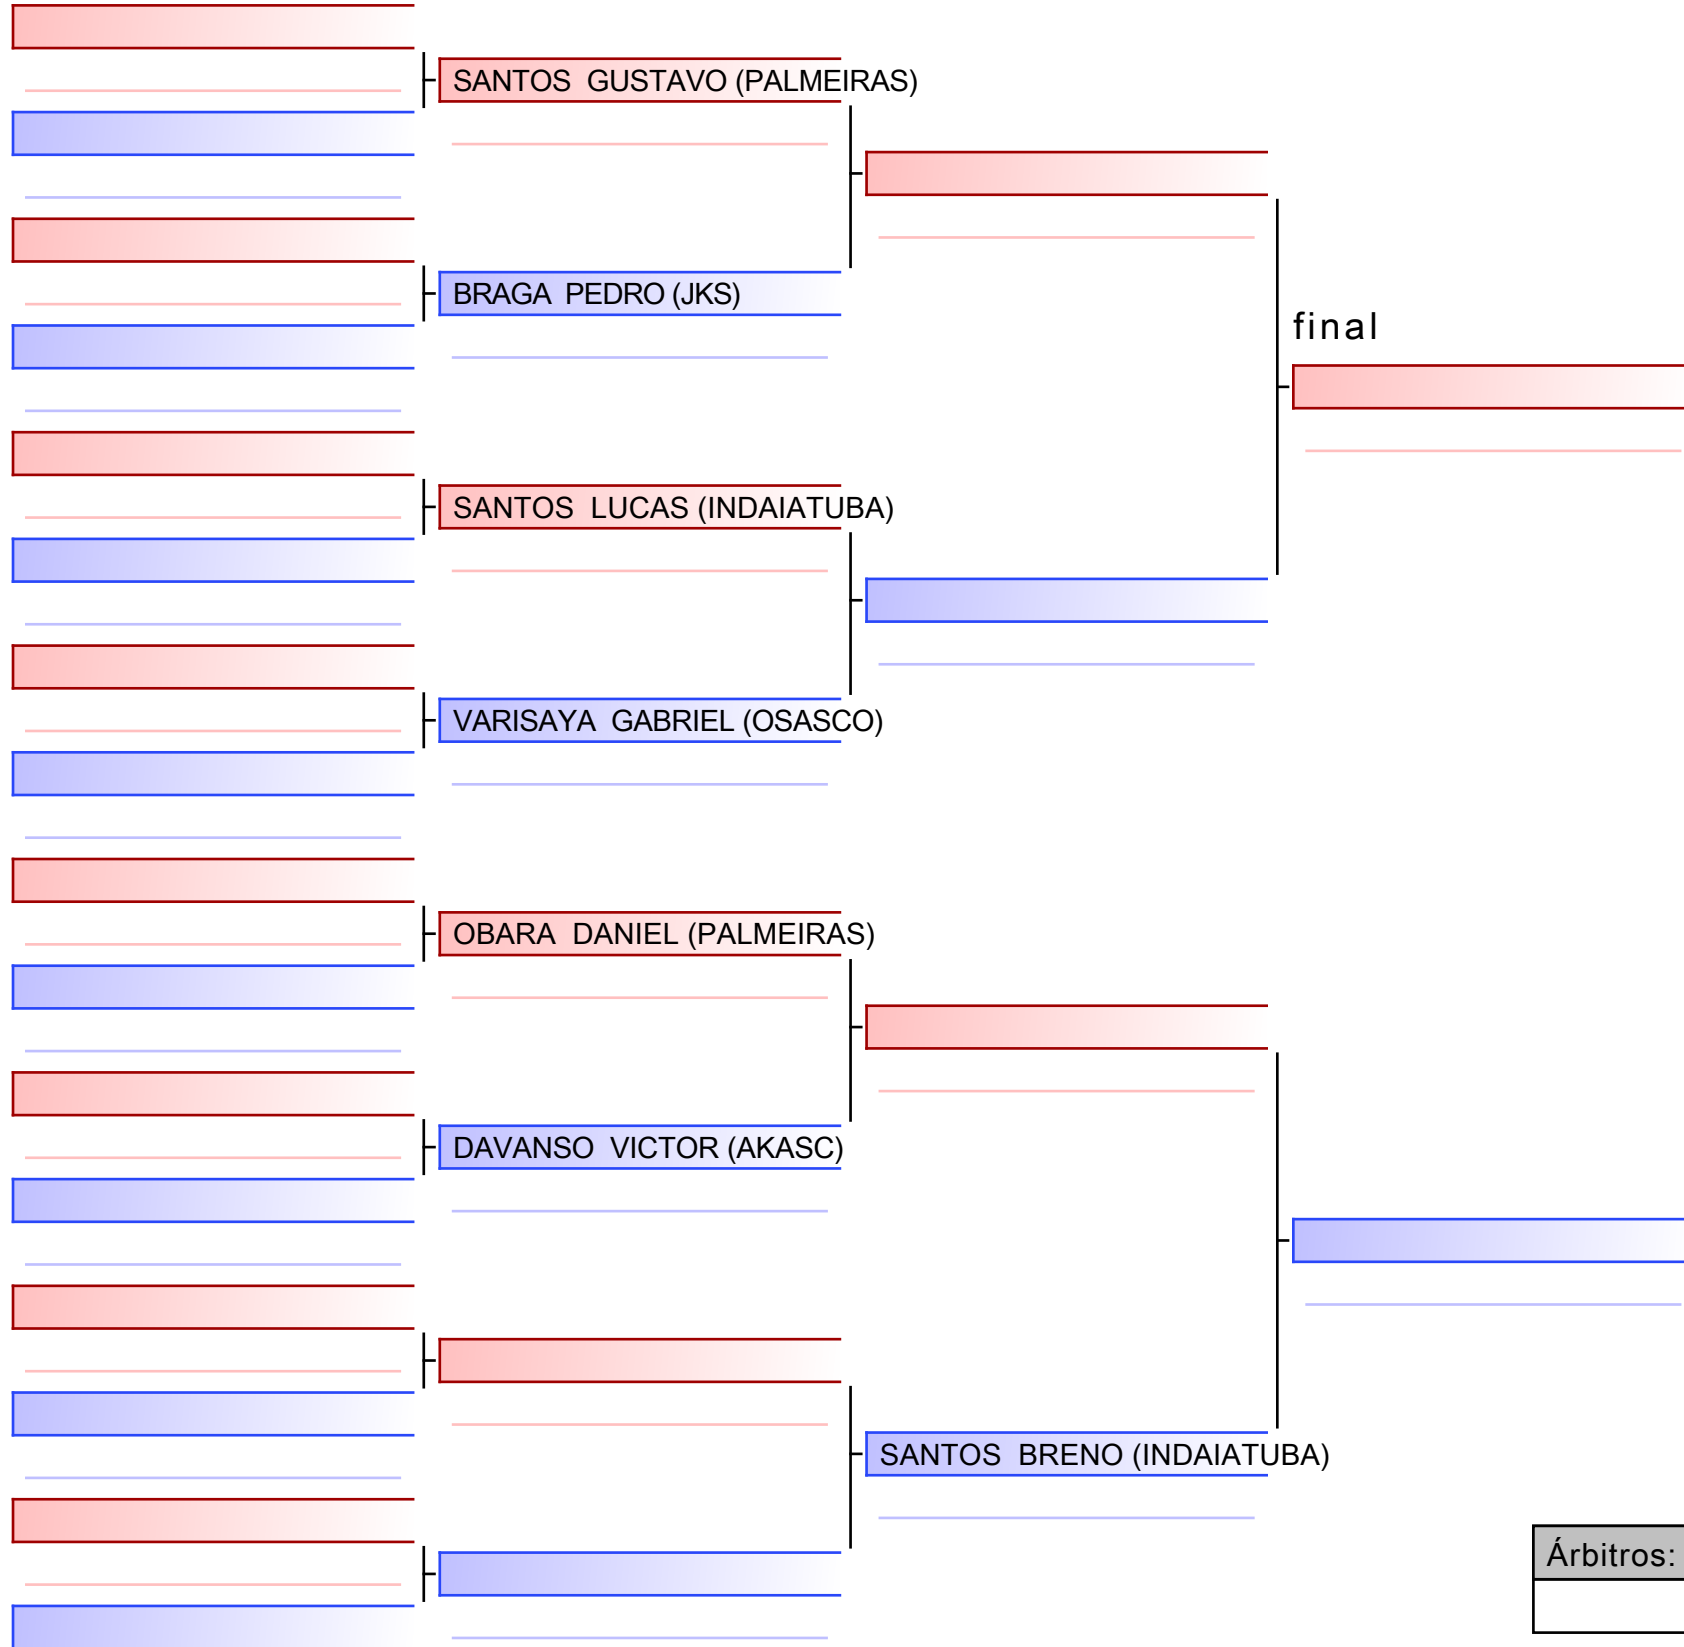 SANTOS  GUSTAVO (PALMEIRAS)
BRAGA  PEDRO (JKS)
final
SANTOS  LUCAS (INDAIATUBA)
VARISAYA  GABRIEL (OSASCO)
OBARA  DANIEL (PALMEIRAS)
DAVANSO  VICTOR (AKASC)
SANTOS  BRENO (INDAIATUBA)
Árbitros: